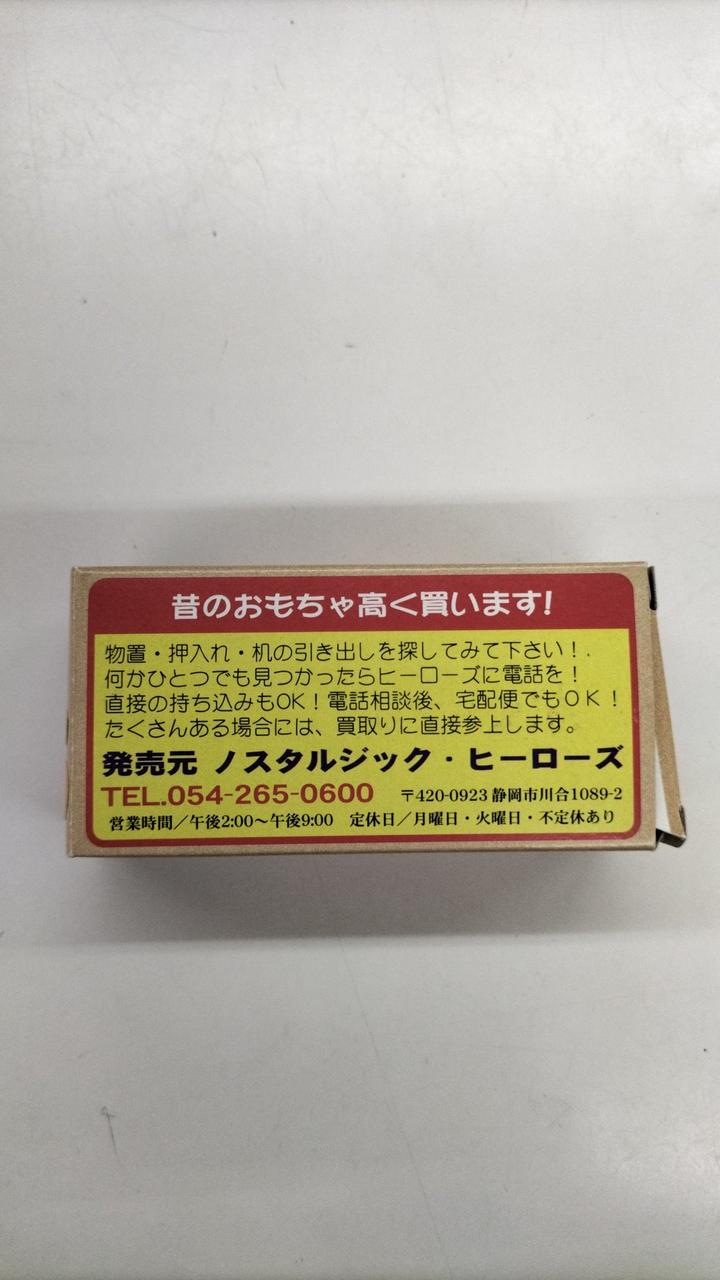 昔のおもちゃ高く買います!
物置・押入れ・机の引き出しを探してみて下さい！.
何かひとつでも見つかったらヒーローズに電話を！
直接の持ち込みもOK！電話相談後、宅配便でもＯＫ！
たくさんある場合には、買取りに直接参上します。
発売元 ノスタルジック・ヒーローズ
TEL.054-265-0600 〒420-0923 静岡市川合1089-2
営業時間／午後2:00〜午後9:00 定休日／月曜日・火曜日・不定休あり